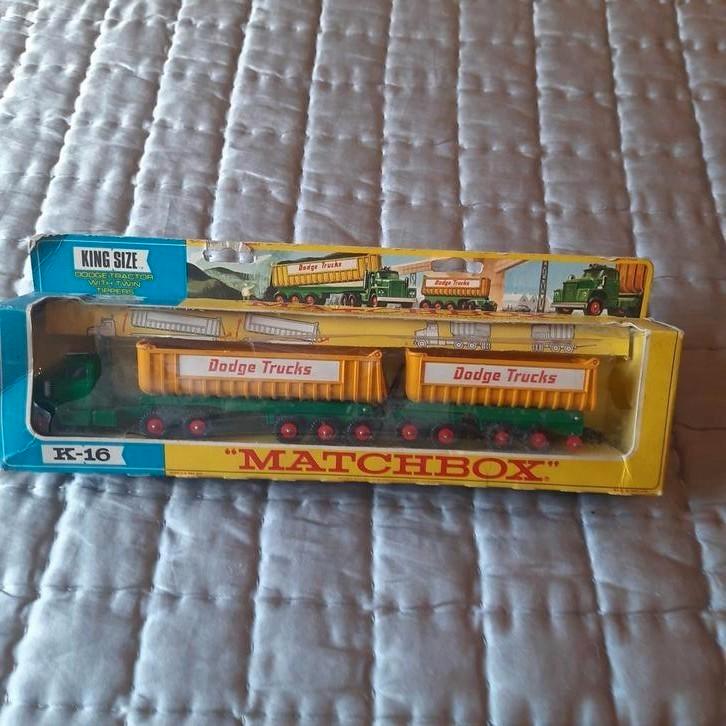 KING SIZE
DODGE TRACTOR
WITH TWIN
TIPPERS
Dodge Trucks
Dodge Trucks
Dodge Trucks
Dodge Trucks
K-16
"MATCHBOX"